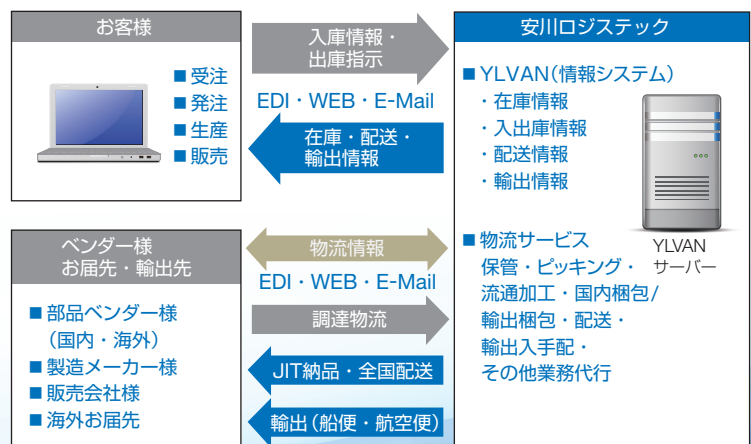 お客様
■受注
■発注
■生産
■販売
入庫情報・
出庫指示
EDI・WEB・E-Mail
在庫・配送・
輸出情報
安川ロジステック
■YLVAN（情報システム）
・在庫情報
・入出庫情報
・配送情報
・輸出情報
YLVAN
サーバー
■物流サービス
保管・ピッキング・
流通加工・国内梱包/
輸出梱包・配送・
輸出入手配・
その他業務代行
ベンダー様
お届先・輸出先
■部品ベンダー様
（国内・海外）
■製造メーカー様
■販売会社様
■海外お届先
物流情報
EDI・WEB・E-Mail
調達物流
JIT納品・全国配送
輸出（船便・航空便）